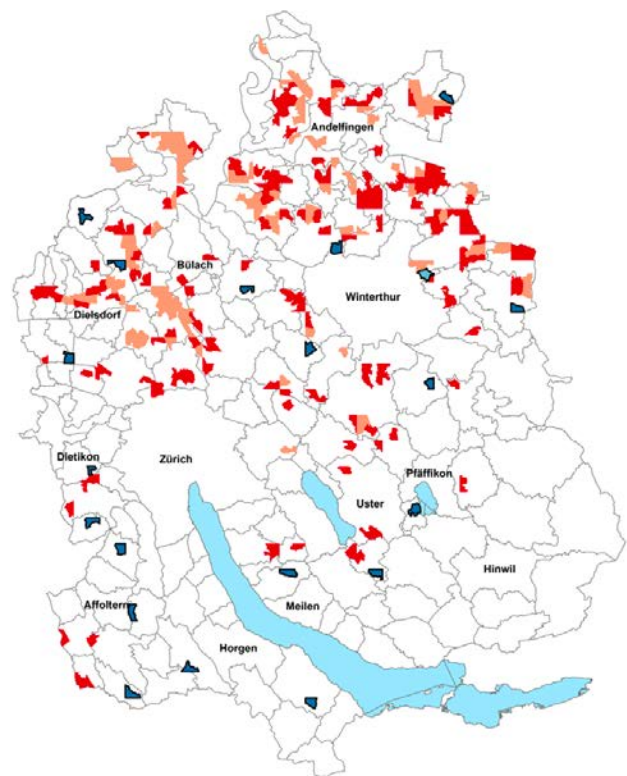 Andelfingen
Bülach
Winterthur
Dielsdorf
Dietikon
Zürich
Pfäffikon
Uster
Hinwil
Affoltern
Meilen
Horgen